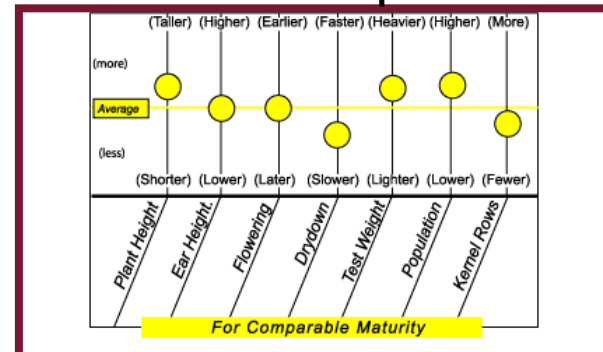 (Taller) (Higher) (Earlier) (Faster) (Heavier) (Higher) (More)
(more)
Average
(less)
(Shorter) (Lower) (Later) (Slower) (Lighter) (Lower) (Fewer)
Plant Height
Ear Height.
Flowering
Drydown
Test Weight
Population
Kernel Rows
For Comparable Maturity